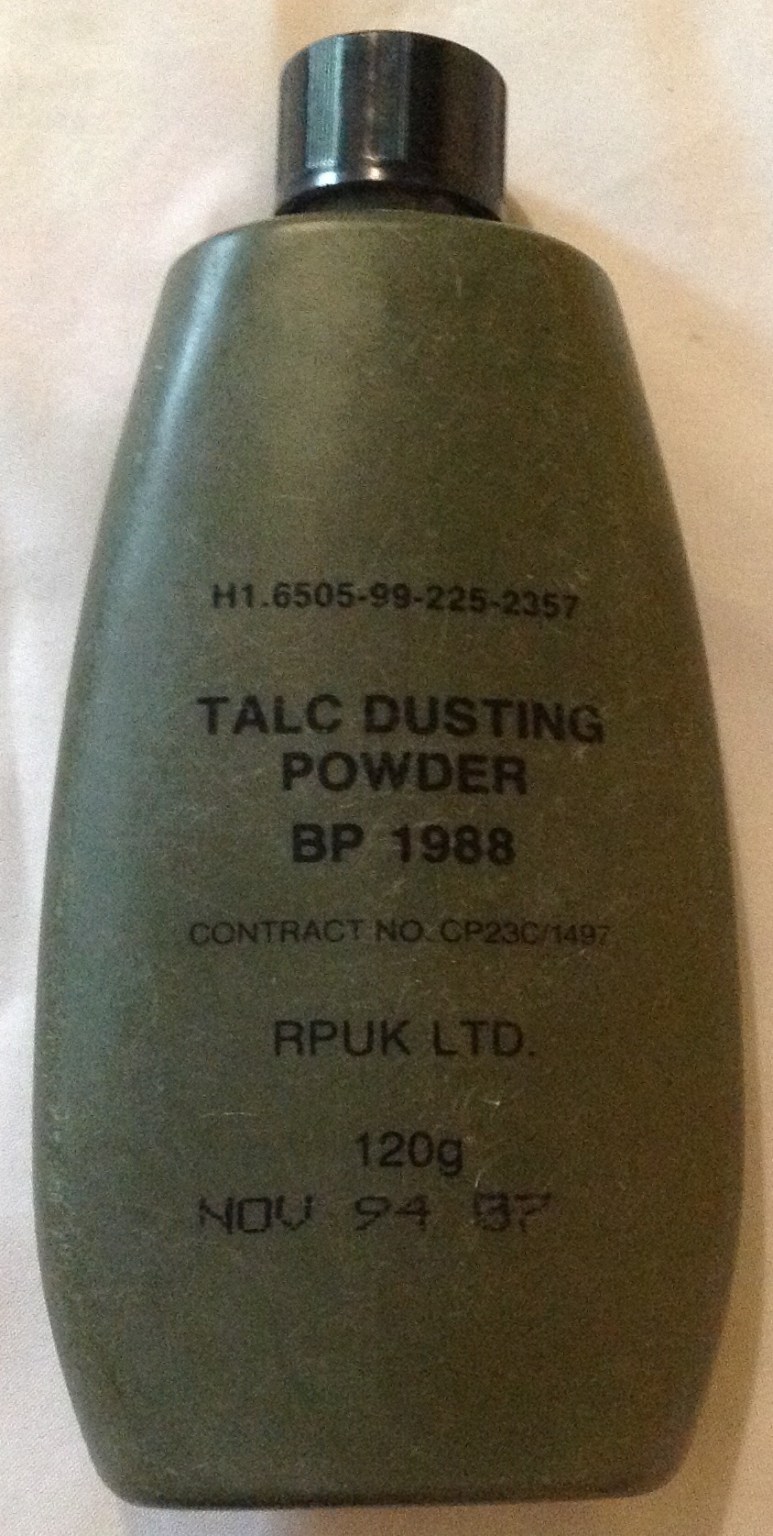 H1.6505-99-225-2357
TALC DUSTING
POWDER
BP 1988
CONTRACT NO. CP23C/1497
RPUK LTD.
120g
NOV 94